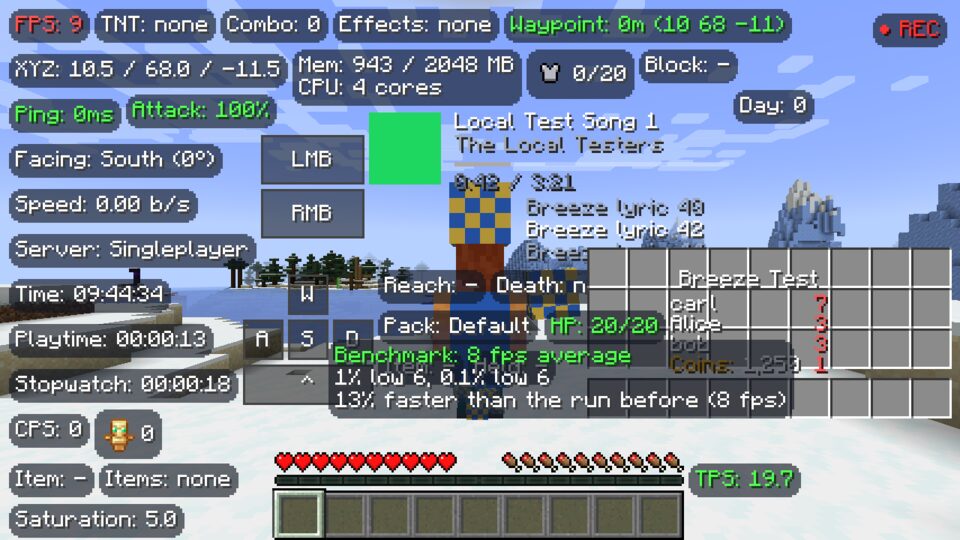 FPS: 9
TNT: none
Combo: 0
Effects: none
Waypoint: 0m (10 68 -11)
REC
XYZ: 10.5 / 68.0 / -11.5
Mem: 943 / 2048 MB
CPU: 4 cores
0/20
Block: -
Day: 0
Ping: 0ms
Attack: 100%
Local Test Song 1
The Local Testers
0:42 / 3:21
Facing: South (0°)
LMB
RMB
Speed: 0.00 b/s
Breeze lyric 40
Breeze lyric 42
Breeze
Server: Singleplayer
Breeze Test
carl 7
Alice 3
bob 3
Coins: 1,250 1
Time: 09:44:34
W
Reach: -
Death: n
Playtime: 00:00:13
A
S
D
Pack: Default
HP: 20/20
Benchmark: 8 fps average
1% low 6, 0.1% low 6
13% faster than the run before (8 fps)
Stopwatch: 00:00:18
^
CPS: 0
0
Item: -
Items: none
TPS: 19.7
Saturation: 5.0